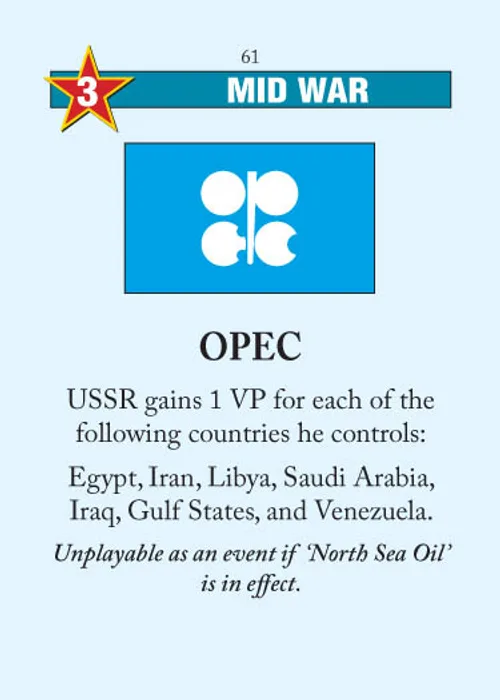 61
3
MID WAR
OPEC
USSR gains 1 VP for each of the
following countries he controls:
Egypt, Iran, Libya, Saudi Arabia,
Iraq, Gulf States, and Venezuela.
Unplayable as an event if ‘North Sea Oil’
is in effect.